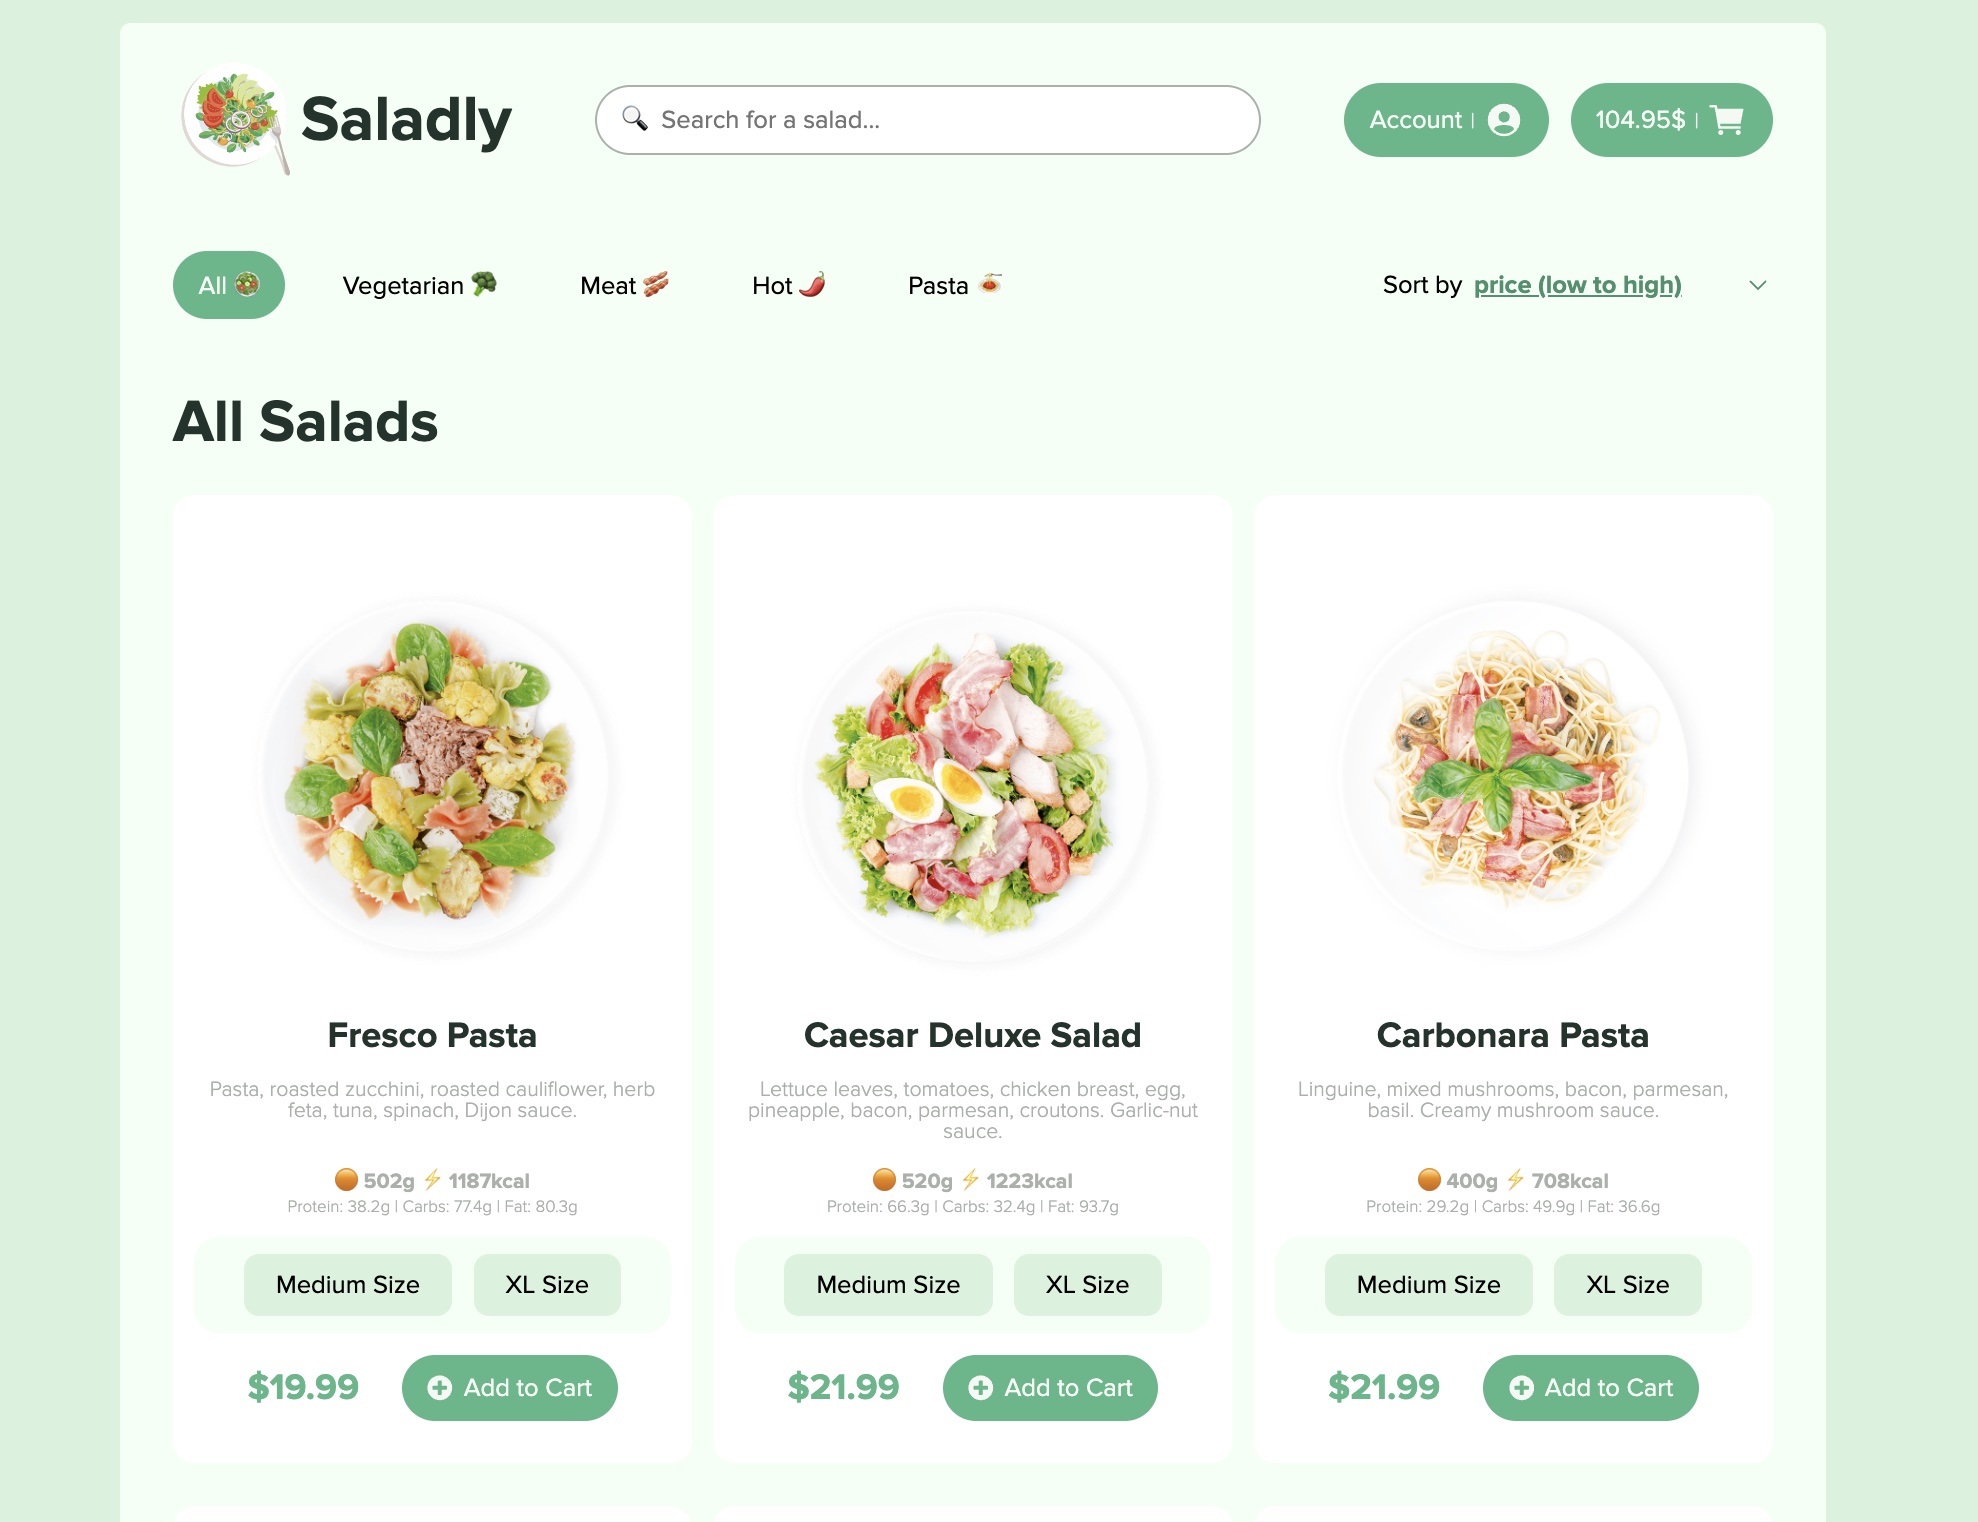 Saladly
Search for a salad...
Account |
104.95$ |
All
Vegetarian
Meat
Hot
Pasta
Sort by price (low to high)
All Salads
Fresco Pasta
Pasta, roasted zucchini, roasted cauliflower, herb
feta, tuna, spinach, Dijon sauce.
502g ⚡ 1187kcal
Protein: 38.2g | Carbs: 77.4g | Fat: 80.3g
Medium Size
XL Size
$19.99
Add to Cart
Caesar Deluxe Salad
Lettuce leaves, tomatoes, chicken breast, egg,
pineapple, bacon, parmesan, croutons. Garlic-nut
sauce.
520g ⚡ 1223kcal
Protein: 66.3g | Carbs: 32.4g | Fat: 93.7g
Medium Size
XL Size
$21.99
Add to Cart
Carbonara Pasta
Linguine, mixed mushrooms, bacon, parmesan,
basil. Creamy mushroom sauce.
400g ⚡ 708kcal
Protein: 29.2g | Carbs: 49.9g | Fat: 36.6g
Medium Size
XL Size
$21.99
Add to Cart